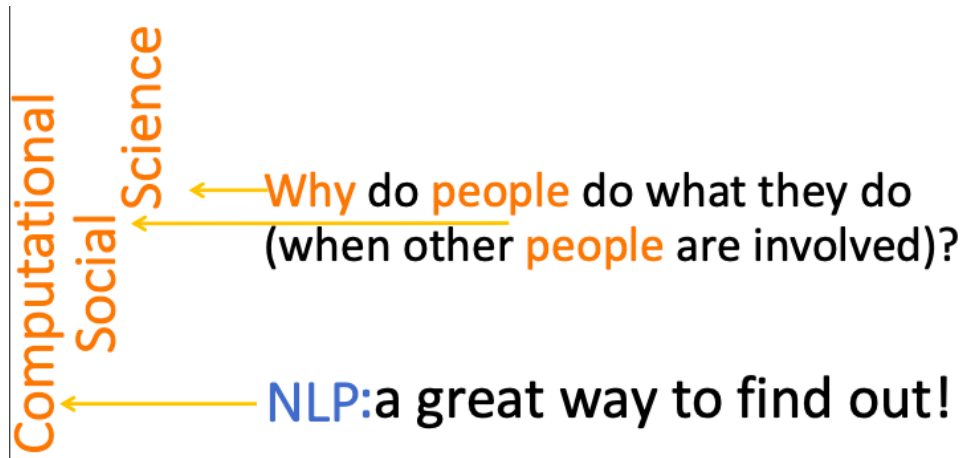 Computational
Social
Science
Why do people do what they do
(when other people are involved)?
NLP:a great way to find out!